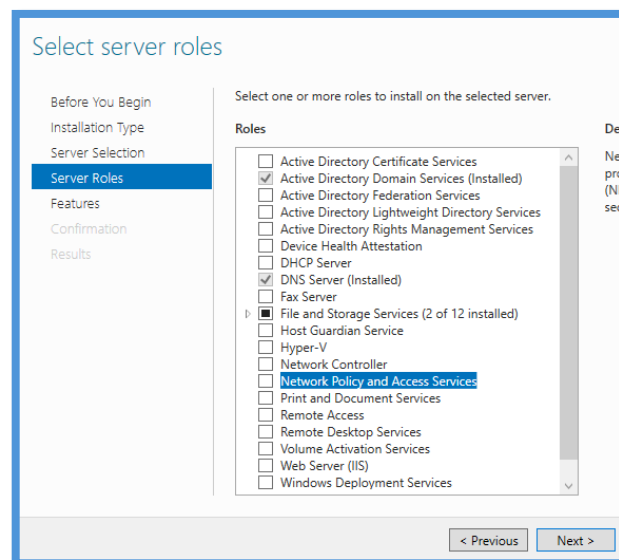 Select server roles
Before You Begin
Installation Type
Server Selection
Server Roles
Features
Confirmation
Results
Select one or more roles to install on the selected server.
Roles
Active Directory Certificate Services
Active Directory Domain Services (Installed)
Active Directory Federation Services
Active Directory Lightweight Directory Services
Active Directory Rights Management Services
Device Health Attestation
DHCP Server
DNS Server (Installed)
Fax Server
File and Storage Services (2 of 12 installed)
Host Guardian Service
Hyper-V
Network Controller
Network Policy and Access Services
Print and Document Services
Remote Access
Remote Desktop Services
Volume Activation Services
Web Server (IIS)
Windows Deployment Services
De
Ne
pro
(NI
sec
< Previous
Next >